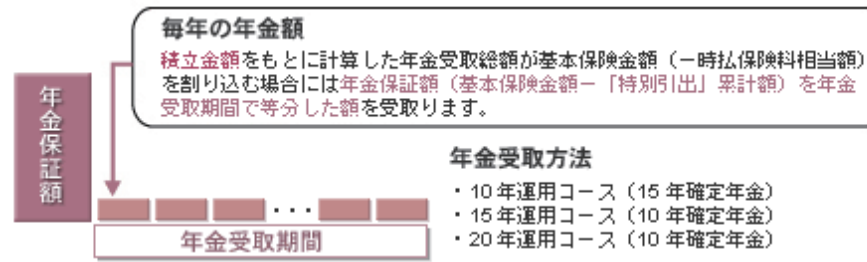 毎年の年金額
積立金額をもとに計算した年金受取総額が基本保険金額（一時払保険料相当額）
を割り込む場合には年金保証額（基本保険金額－「特別引出」累計額）を年金
受取期間で等分した額を受取ります。
年金保証額
年金受取方法
・10年運用コース（15年確定年金）
・15年運用コース（10年確定年金）
・20年運用コース（10年確定年金）
・・・
年金受取期間